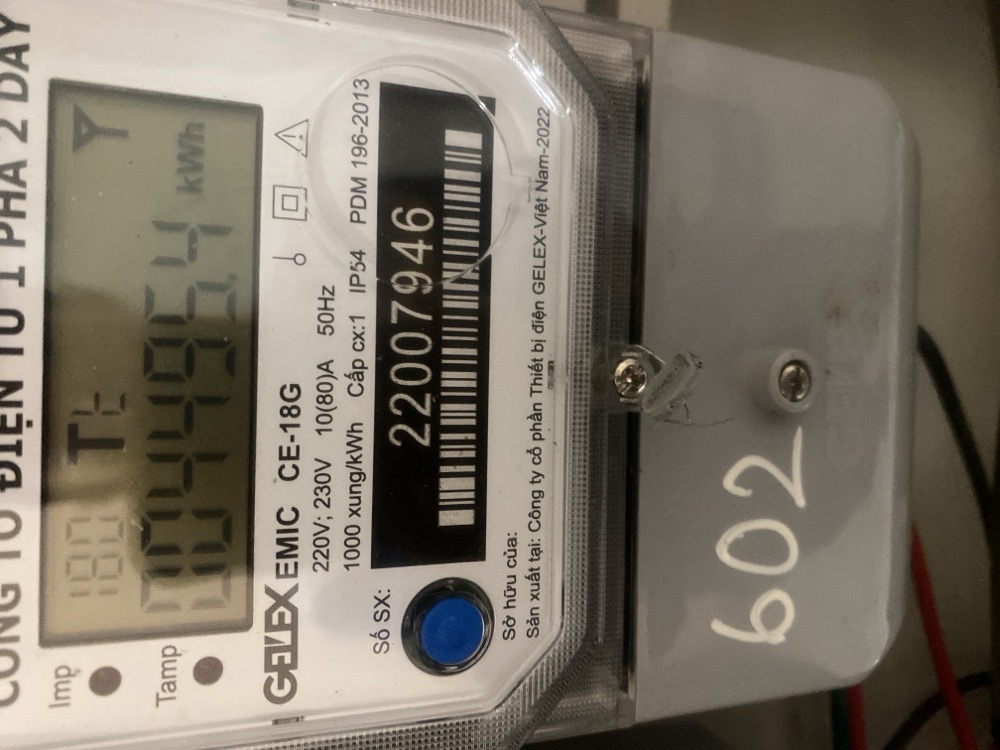 CÔNG TƠ ĐIỆN TỬ 1 PHA 2 DÂY
Imp
Tamp
kWh
GELEX EMIC CE-18G
220V; 230V 10(80)A 50Hz
1000 xung/kWh Cấp cx:1 IP54 PDM 196-2013
Số SX:
22007946
Sở hữu của:
Sản xuất tại: Công ty cổ phần Thiết bị điện GELEX-Việt Nam-2022
602